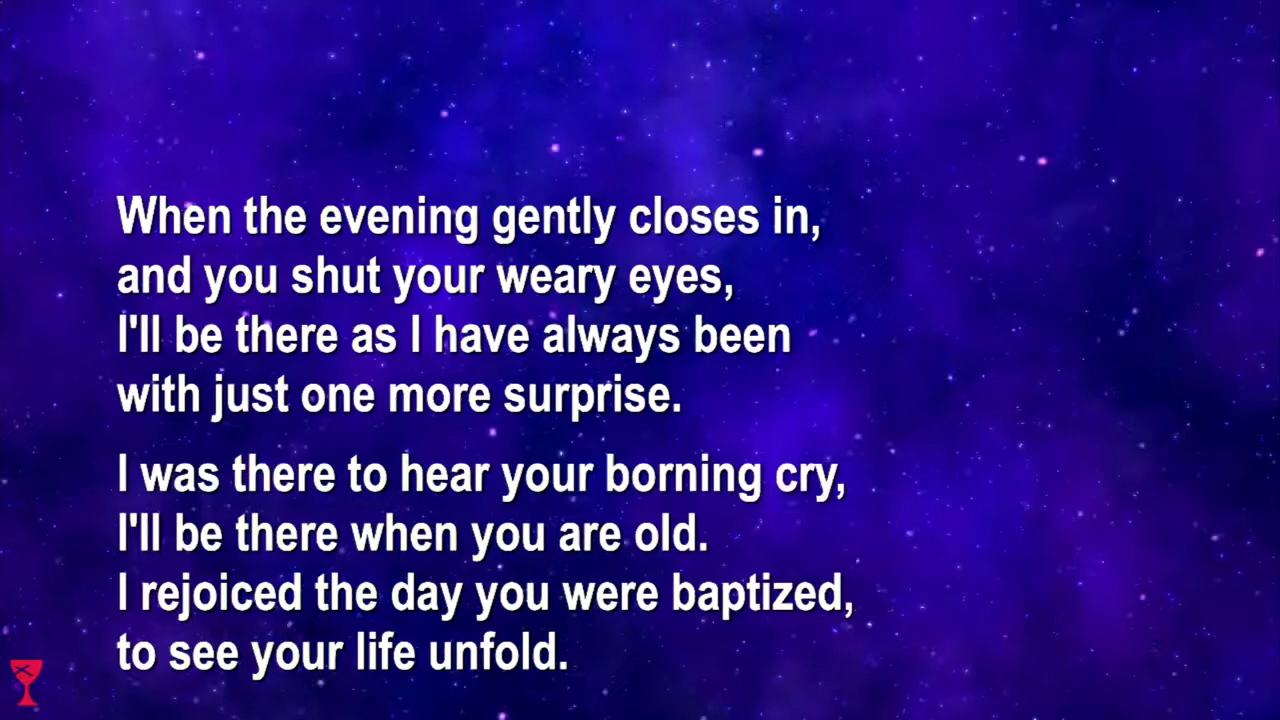 When the evening gently closes in,
and you shut your weary eyes,
I'll be there as I have always been
with just one more surprise.
I was there to hear your borning cry,
I'll be there when you are old.
I rejoiced the day you were baptized,
to see your life unfold.